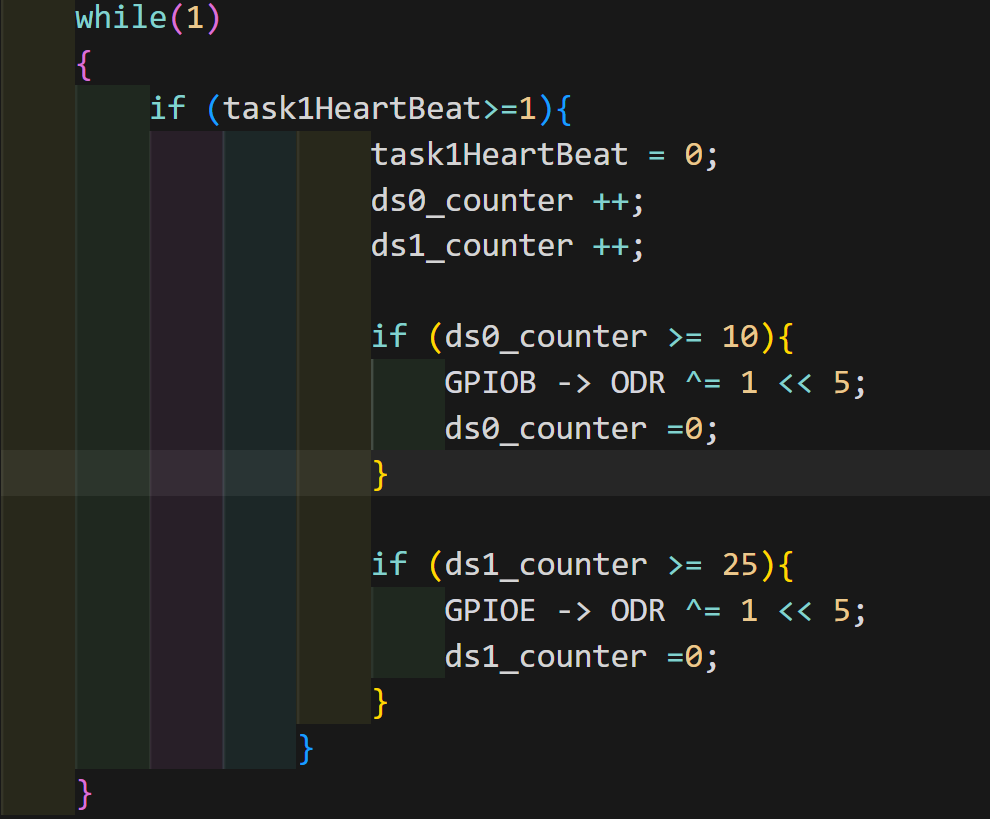 while(1)
{
if (task1HeartBeat>=1){
task1HeartBeat = 0;
ds0_counter ++;
ds1_counter ++;
if (ds0_counter >= 10){
GPIOB -> ODR ^= 1 << 5;
ds0_counter =0;
}
if (ds1_counter >= 25){
GPIOE -> ODR ^= 1 << 5;
ds1_counter =0;
}
}
}